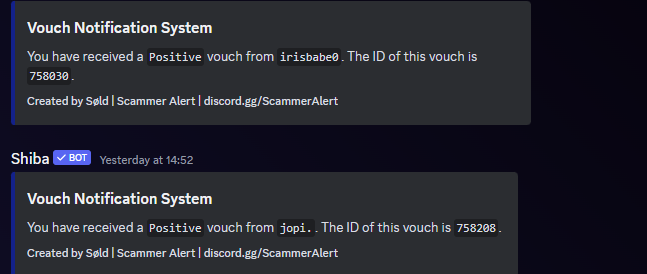 Vouch Notification System
You have received a Positive vouch from irisbabe0. The ID of this vouch is
758030.
Created by Søld | Scammer Alert | discord.gg/ScammerAlert
Shiba ✓ BOT Yesterday at 14:52
Vouch Notification System
You have received a Positive vouch from jopi.. The ID of this vouch is 758208.
Created by Søld | Scammer Alert | discord.gg/ScammerAlert